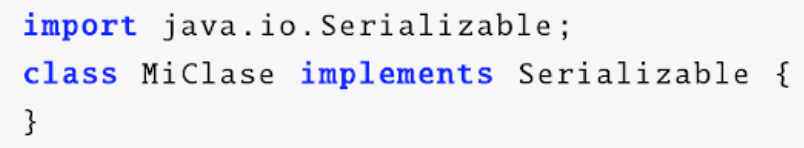 import java.io.Serializable;
class MiClase implements Serializable {
}